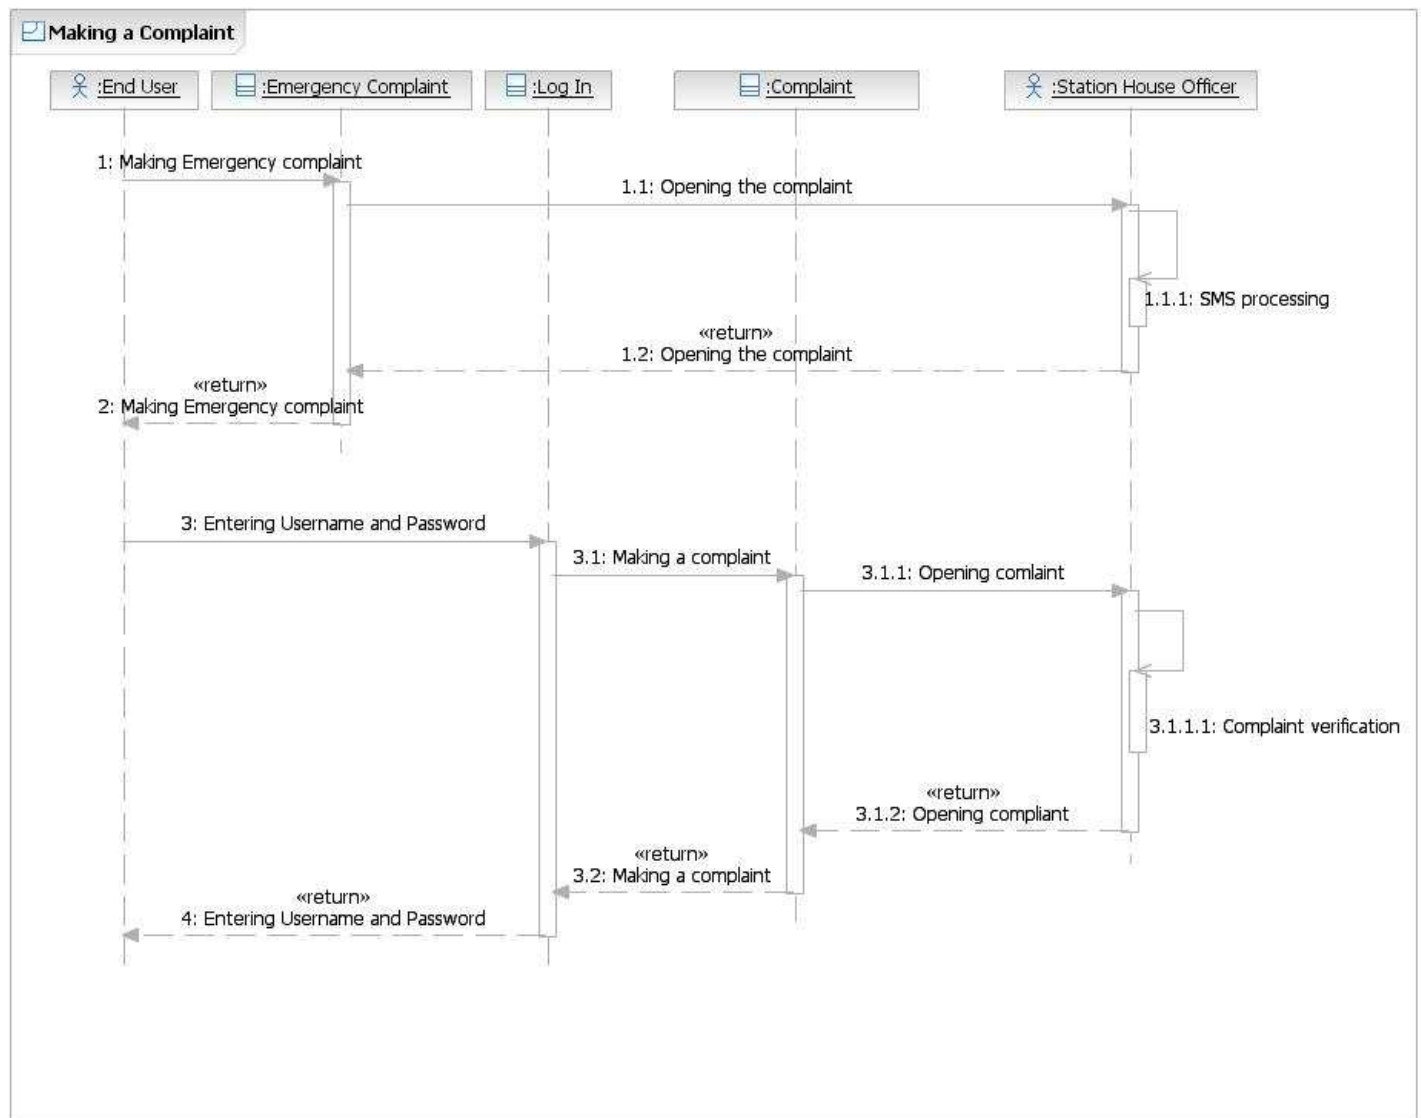 Making a Complaint
:End User
:Emergency Complaint
:Log In
:Complaint
:Station House Officer
1: Making Emergency complaint
1.1: Opening the complaint
1.1.1: SMS processing
«return»
1.2: Opening the complaint
«return»
2: Making Emergency complaint
3: Entering Username and Password
3.1: Making a complaint
3.1.1: Opening comlaint
3.1.1.1: Complaint verification
«return»
3.1.2: Opening compliant
«return»
3.2: Making a complaint
«return»
4: Entering Username and Password